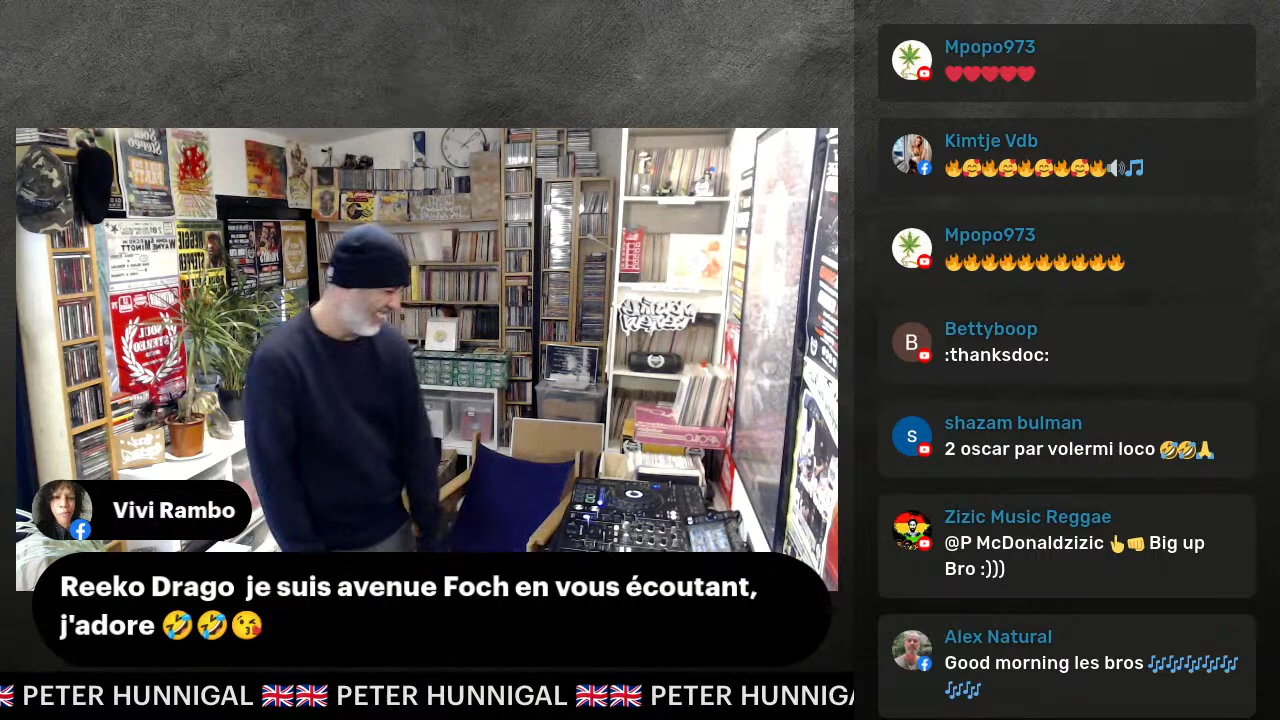 Vivi Rambo
Reeko Drago je suis avenue Foch en vous écoutant,
j'adore 🤣🤣😘
🇬🇧 PETER HUNNIGAL 🇬🇧🇬🇧 PETER HUNNIGAL 🇬🇧🇬🇧 PETER HUNNIGA
Mpopo973
❤️❤️❤️❤️❤️
Kimtje Vdb
🔥🥰🔥🥰🔥🥰🔥🥰🔥🔊🎵
Mpopo973
🔥🔥🔥🔥🔥🔥🔥🔥🔥🔥
Bettyboop
:thanksdoc:
shazam bulman
2 oscar par volermi loco 🤣🤣🙏
Zizic Music Reggae
@P McDonaldzizic 👆👊 Big up
Bro :)))
Alex Natural
Good morning les bros 🎶🎶🎶🎶🎶
🎶🎶